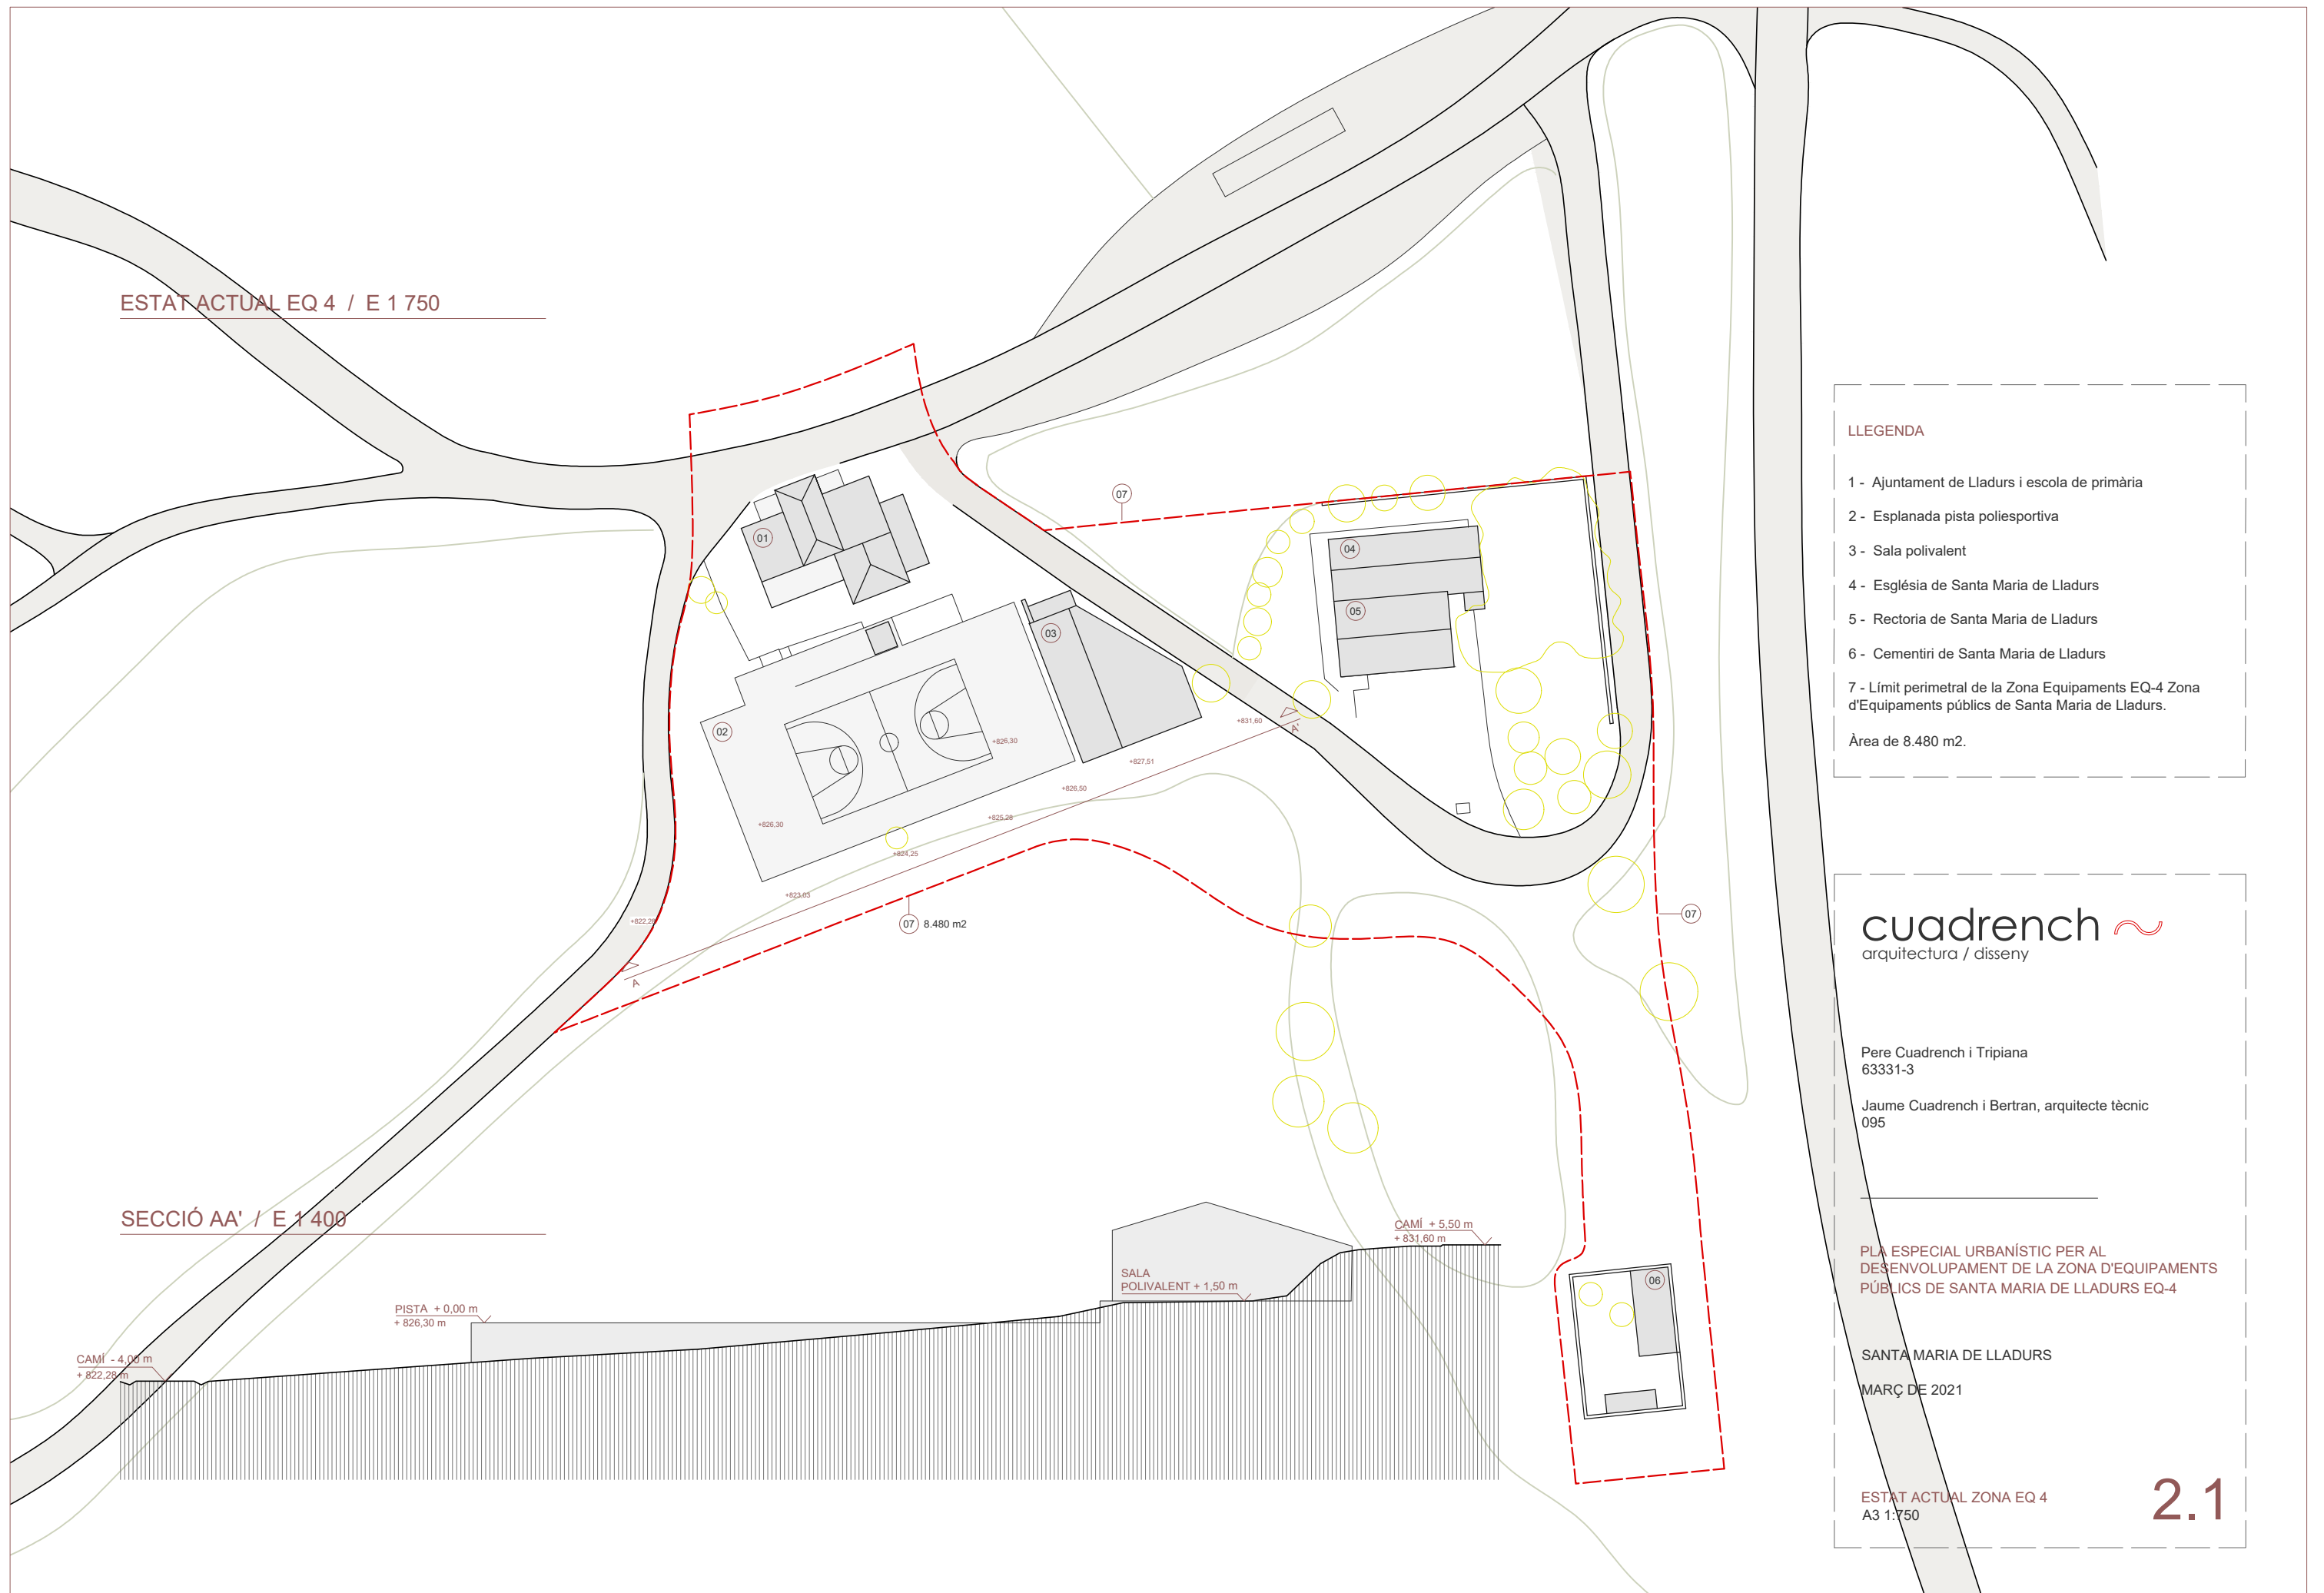 ESTAT ACTUAL EQ 4 / E 1 750
07
01
04
05
03
02
+831,60
A'
+826,30
+827,51
+826,50
+825,28
+826,30
+824,25
+823,03
+822,28
07 8.480 m2
07
A
06
SECCIÓ AA' / E 1 400
CAMÍ + 5,50 m
+ 831,60 m
SALA
POLIVALENT + 1,50 m
PISTA + 0,00 m
+ 826,30 m
CAMÍ - 4,00 m
+ 822,28 m
LLEGENDA
1 - Ajuntament de Lladurs i escola de primària
2 - Esplanada pista poliesportiva
3 - Sala polivalent
4 - Església de Santa Maria de Lladurs
5 - Rectoria de Santa Maria de Lladurs
6 - Cementiri de Santa Maria de Lladurs
7 - Límit perimetral de la Zona Equipaments EQ-4 Zona
d'Equipaments públics de Santa Maria de Lladurs.
Àrea de 8.480 m2.
cuadrench
arquitectura / disseny
Pere Cuadrench i Tripiana
63331-3
Jaume Cuadrench i Bertran, arquitecte tècnic
095
PLA ESPECIAL URBANÍSTIC PER AL
DESENVOLUPAMENT DE LA ZONA D'EQUIPAMENTS
PÚBLICS DE SANTA MARIA DE LLADURS EQ-4
SANTA MARIA DE LLADURS
MARÇ DE 2021
ESTAT ACTUAL ZONA EQ 4
A3 1:750
2.1